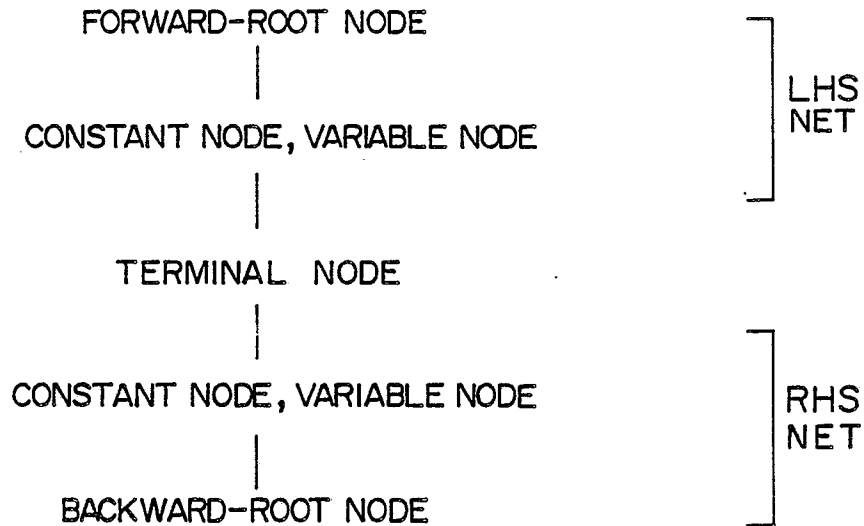 FORWARD-ROOT NODE
LHS
NET
CONSTANT NODE, VARIABLE NODE
TERMINAL NODE
CONSTANT NODE, VARIABLE NODE
RHS
NET
BACKWARD-ROOT NODE